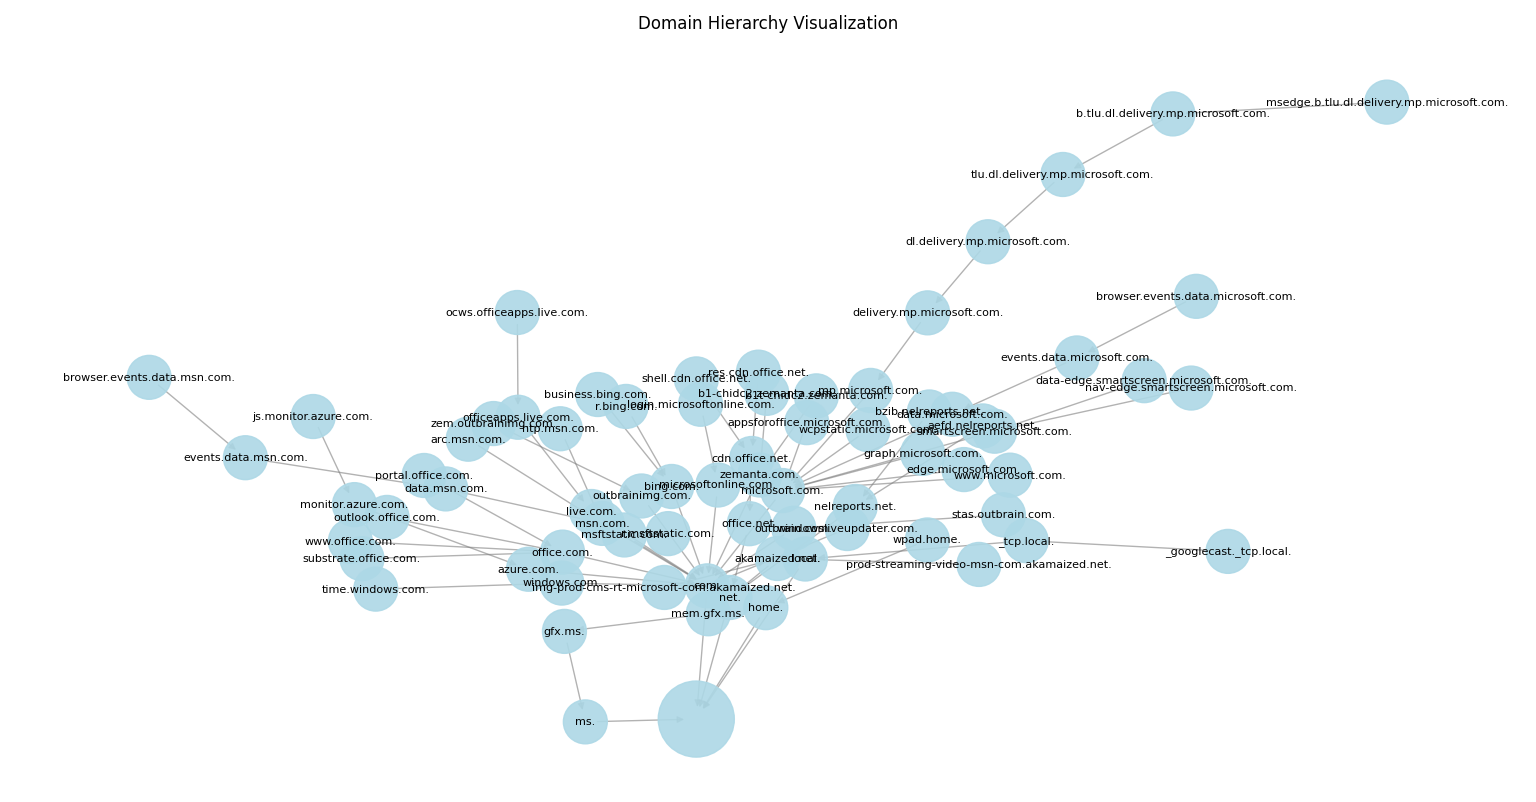 Domain Hierarchy Visualization
msedge.b.tlu.dl.delivery.mp.microsoft.com.
b.tlu.dl.delivery.mp.microsoft.com.
tlu.dl.delivery.mp.microsoft.com.
dl.delivery.mp.microsoft.com.
browser.events.data.microsoft.com.
ocws.officeapps.live.com.
delivery.mp.microsoft.com.
events.data.microsoft.com.
res.cdn.office.net.
browser.events.data.msn.com.
shell.cdn.office.net.
data-edge.smartscreen.microsoft.com.
nav-edge.smartscreen.microsoft.com.
mp.microsoft.com.
business.bing.com.
b1-chidc2.zemanta.com.
r.bing.com.
login.microsoftonline.com.
bzib.nelreports.net.
data.microsoft.com.
js.monitor.azure.com.
officeapps.live.com.
zem.outbrainimg.com.
appsforoffice.microsoft.com.
aefd.nelreports.net.
ntp.msn.com.
wcpstatic.microsoft.com.
smartscreen.microsoft.com.
arc.msn.com.
graph.microsoft.com.
events.data.msn.com.
cdn.office.net.
edge.microsoft.com.
portal.office.com.
zemanta.com.
www.microsoft.com.
microsoftonline.com.
bing.com.
data.msn.com.
microsoft.com.
outbrainimg.com.
monitor.azure.com.
nelreports.net.
live.com.
stas.outbrain.com.
outlook.office.com.
msn.com.
office.net.
outbrain.com.
windowsliveupdater.com.
msftstatic.com.
www.office.com.
wpad.home.
_tcp.local.
office.com.
_googlecast._tcp.local.
substrate.office.com.
akamaized.net.
local.
prod-streaming-video-msn-com.akamaized.net.
azure.com.
windows.com.
com.
img-prod-cms-rt-microsoft-com.akamaized.net.
time.windows.com.
net.
home.
mem.gfx.ms.
gfx.ms.
ms.